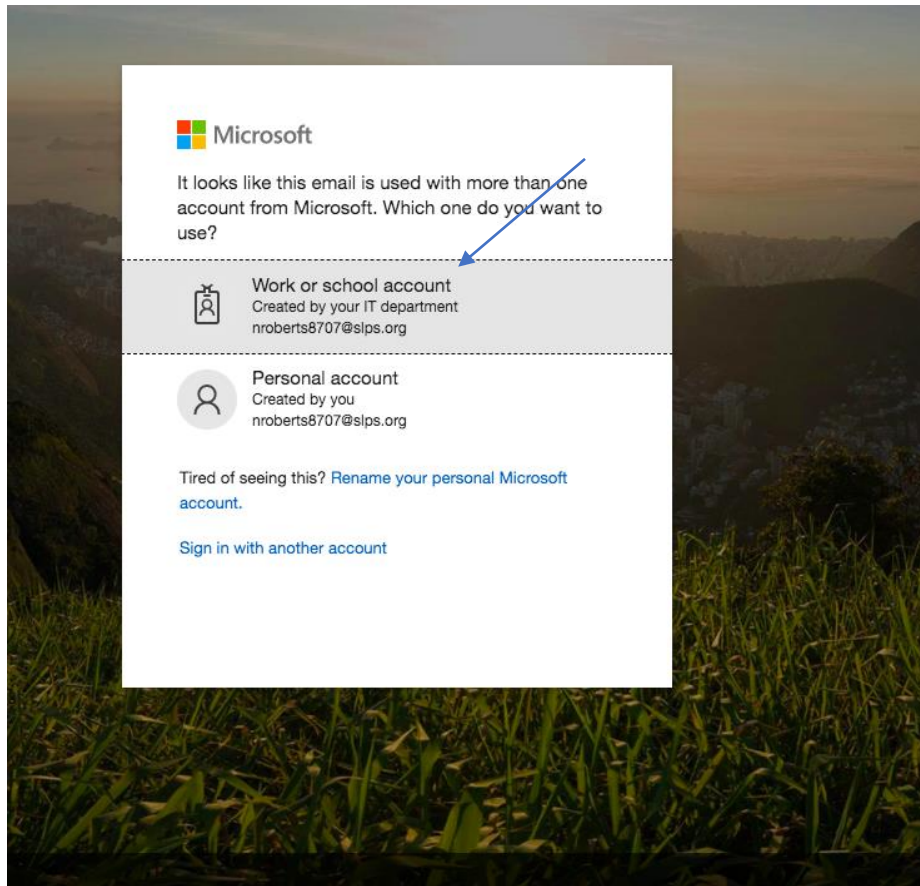 Microsoft
It looks like this email is used with more than one
account from Microsoft. Which one do you want to
use?
Work or school account
Created by your IT department
nroberts8707@slps.org
Personal account
Created by you
nroberts8707@slps.org
Tired of seeing this? Rename your personal Microsoft
account.
Sign in with another account